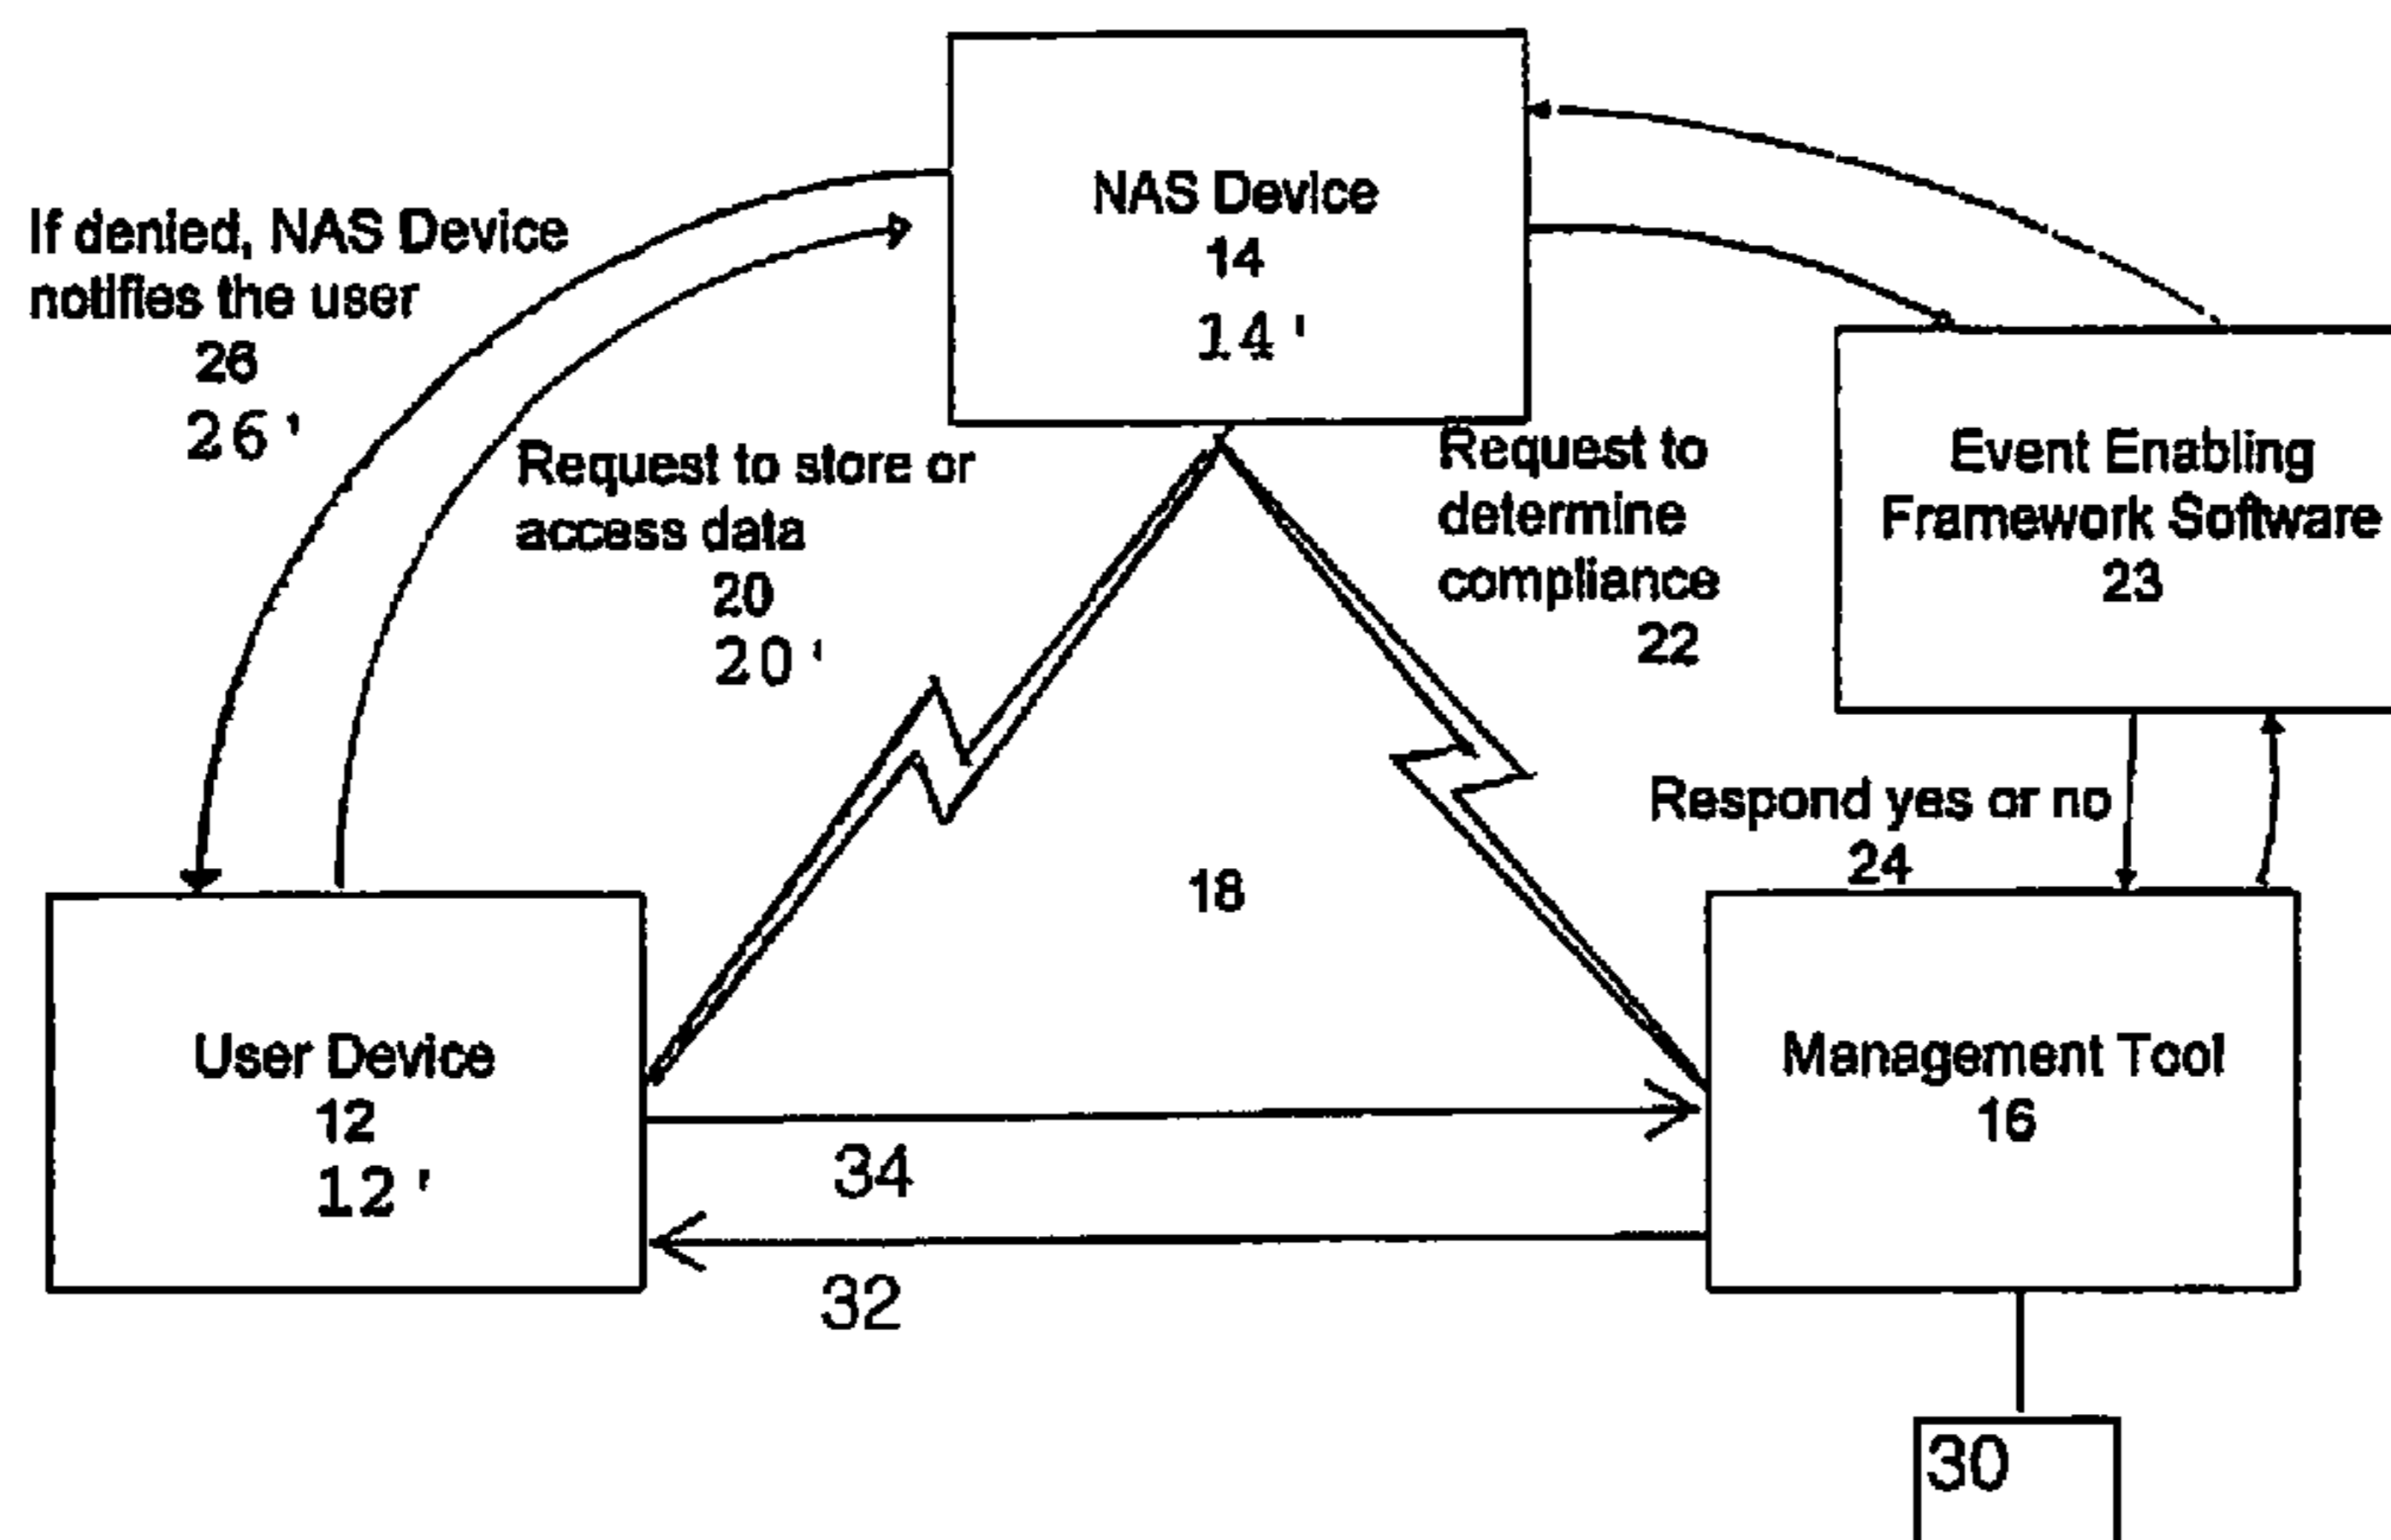 NAS Device
14
14'
If denied, NAS Device
notifies the user
26
26'
Request to store or
access data
20
20'
Request to
determine
compliance
22
Event Enabling
Framework Software
23
Respond yes or no
24
18
User Device
12
12'
Management Tool
16
34
32
30